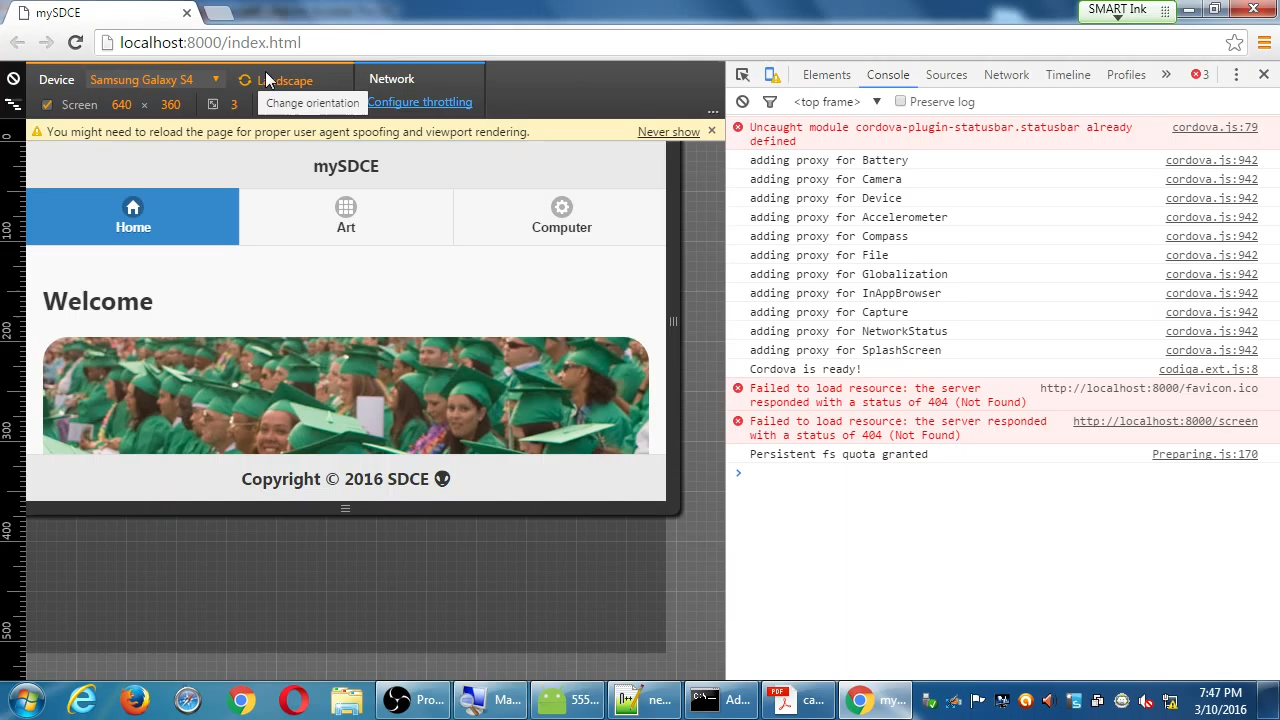 mySDCE
SMART Ink
localhost:8000/index.html
Device Samsung Galaxy S4 Landscape Network
Screen 640 × 360 3 Change orientation Configure throttling
...
You might need to reload the page for proper user agent spoofing and viewport rendering. Never show
mySDCE
Home Art Computer
Welcome
Copyright © 2016 SDCE
0
100
200
300
400
500
Elements Console Sources Network Timeline Profiles » 3
<top frame> Preserve log
Uncaught module cordova-plugin-statusbar.statusbar already cordova.js:79
defined
adding proxy for Battery cordova.js:942
adding proxy for Camera cordova.js:942
adding proxy for Device cordova.js:942
adding proxy for Accelerometer cordova.js:942
adding proxy for Compass cordova.js:942
adding proxy for File cordova.js:942
adding proxy for Globalization cordova.js:942
adding proxy for InAppBrowser cordova.js:942
adding proxy for Capture cordova.js:942
adding proxy for NetworkStatus cordova.js:942
adding proxy for SplashScreen cordova.js:942
Cordova is ready! codiqa.ext.js:8
Failed to load resource: the server http://localhost:8000/favicon.ico
responded with a status of 404 (Not Found)
Failed to load resource: the server responded http://localhost:8000/screen
with a status of 404 (Not Found)
Persistent fs quota granted Preparing.js:170
Pro... Ma... 555... ne... Ad... ca... my...
7:47 PM
3/10/2016